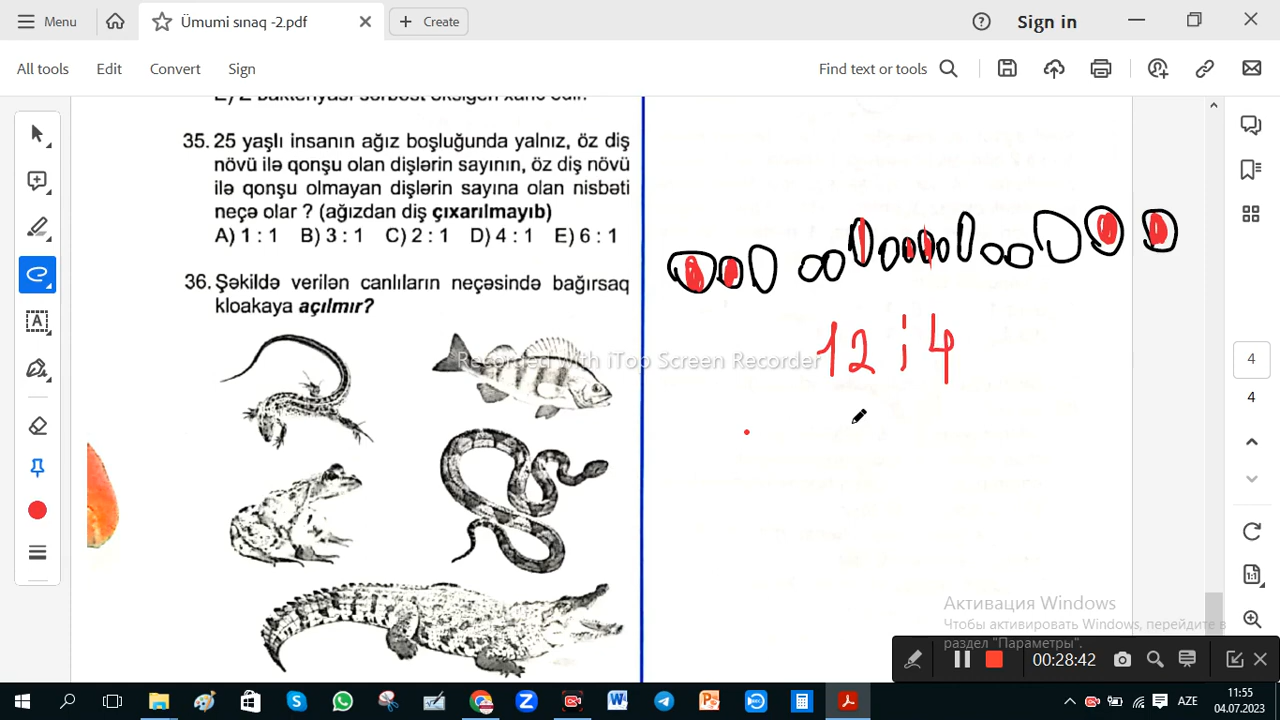 Menu
Ümumi sınaq -2.pdf
Create
Sign in
All tools
Edit
Convert
Sign
Find text or tools
35. 25 yaşlı insanın ağız boşluğunda yalnız, öz diş
növü ilə qonşu olan dişlərin sayının, öz diş növü
ilə qonşu olmayan dişlərin sayına olan nisbəti
neçə olar ? (ağızdan diş çıxarılmayıb)
A) 1 : 1 B) 3 : 1 C) 2 : 1 D) 4 : 1 E) 6 : 1
36. Şəkildə verilən canlıların neçəsində bağırsaq
kloakaya açılmır?
12 : 4
Recorded with iTop Screen Recorder
4
4
Активация Windows
Чтобы активировать Windows, перейдите в
раздел "Параметры".
00:28:42
AZE
11:55
04.07.2023